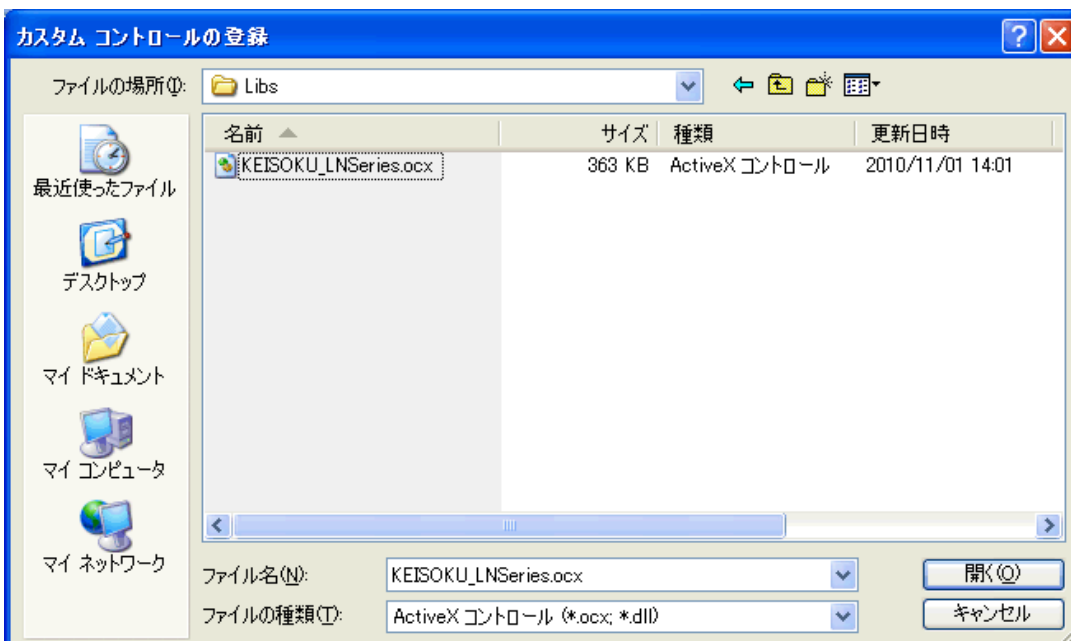 カスタム コントロールの登録
ファイルの場所(I):
Libs
最近使ったファイル
デスクトップ
マイ ドキュメント
マイ コンピュータ
マイ ネットワーク
名前 サイズ 種類 更新日時
KEISOKU_LNSeries.ocx 363 KB ActiveX コントロール 2010/11/01 14:01
ファイル名(N): KEISOKU_LNSeries.ocx 開く(O)
ファイルの種類(T): ActiveX コントロール (*.ocx; *.dll) キャンセル